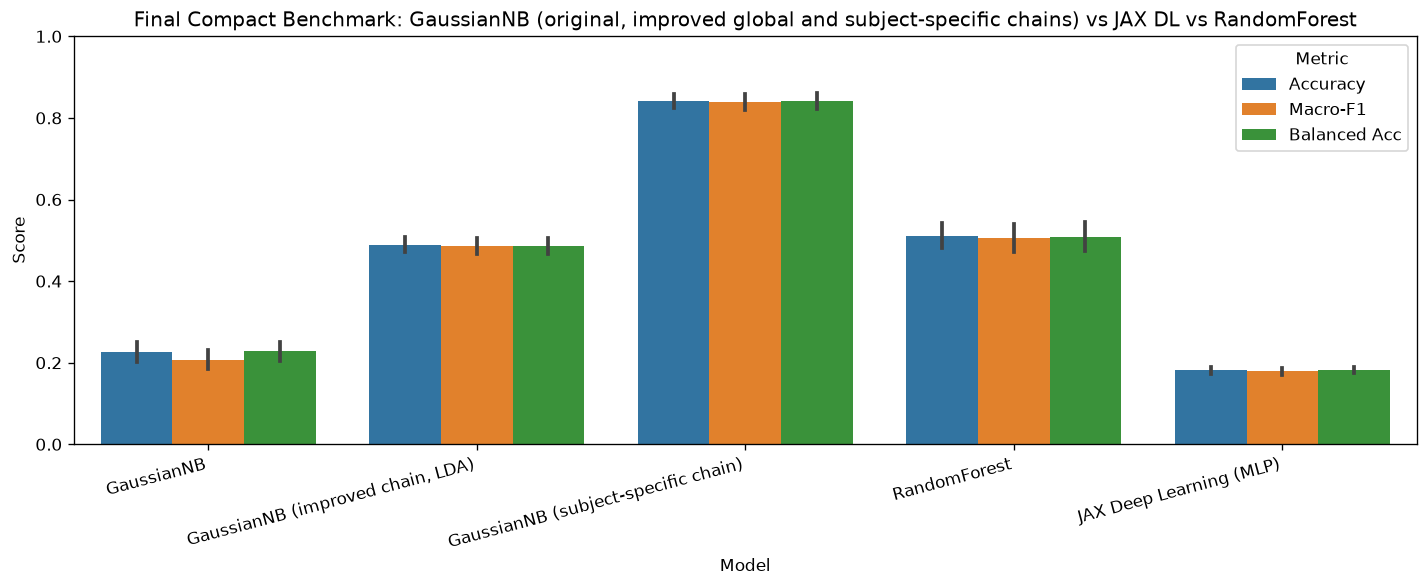 Final Compact Benchmark: GaussianNB (original, improved global and subject-specific chains) vs JAX DL vs RandomForest
Metric
Accuracy
Macro-F1
Balanced Acc
Score
1.0
0.8
0.6
0.4
0.2
0.0
GaussianNB
GaussianNB (improved chain, LDA)
GaussianNB (subject-specific chain)
RandomForest
JAX Deep Learning (MLP)
Model